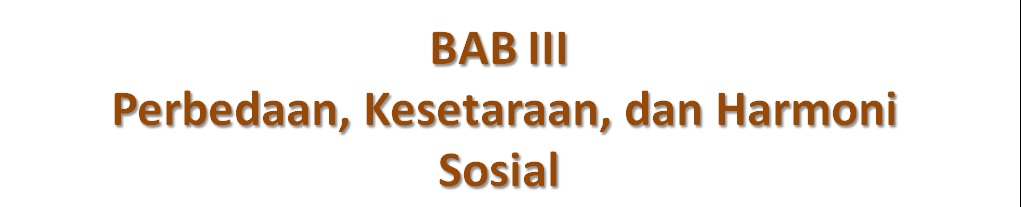 BAB III
Perbedaan, Kesetaraan, dan Harmoni
Sosial